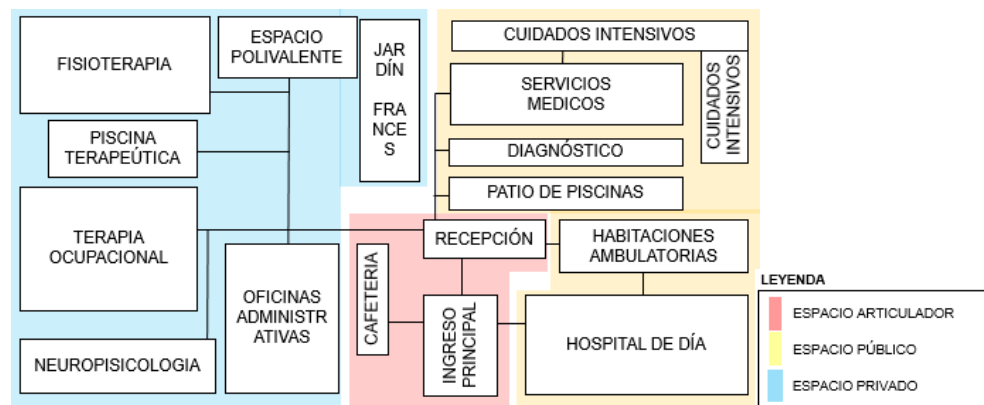 FISIOTERAPIA
ESPACIO
POLIVALENTE
JAR
DÍN
FRA
NCE
S
PISCINA
TERAPEÚTICA
TERAPIA
OCUPACIONAL
NEUROPISICOLOGIA
OFICINAS
ADMINISTR
ATIVAS
CUIDADOS INTENSIVOS
CUIDADOS
INTENSIVOS
SERVICIOS
MEDICOS
DIAGNÓSTICO
PATIO DE PISCINAS
RECEPCIÓN
HABITACIONES
AMBULATORIAS
CAFETERIA
INGRESO
PRINCIPAL
HOSPITAL DE DÍA
LEYENDA
ESPACIO ARTICULADOR
ESPACIO PÚBLICO
ESPACIO PRIVADO